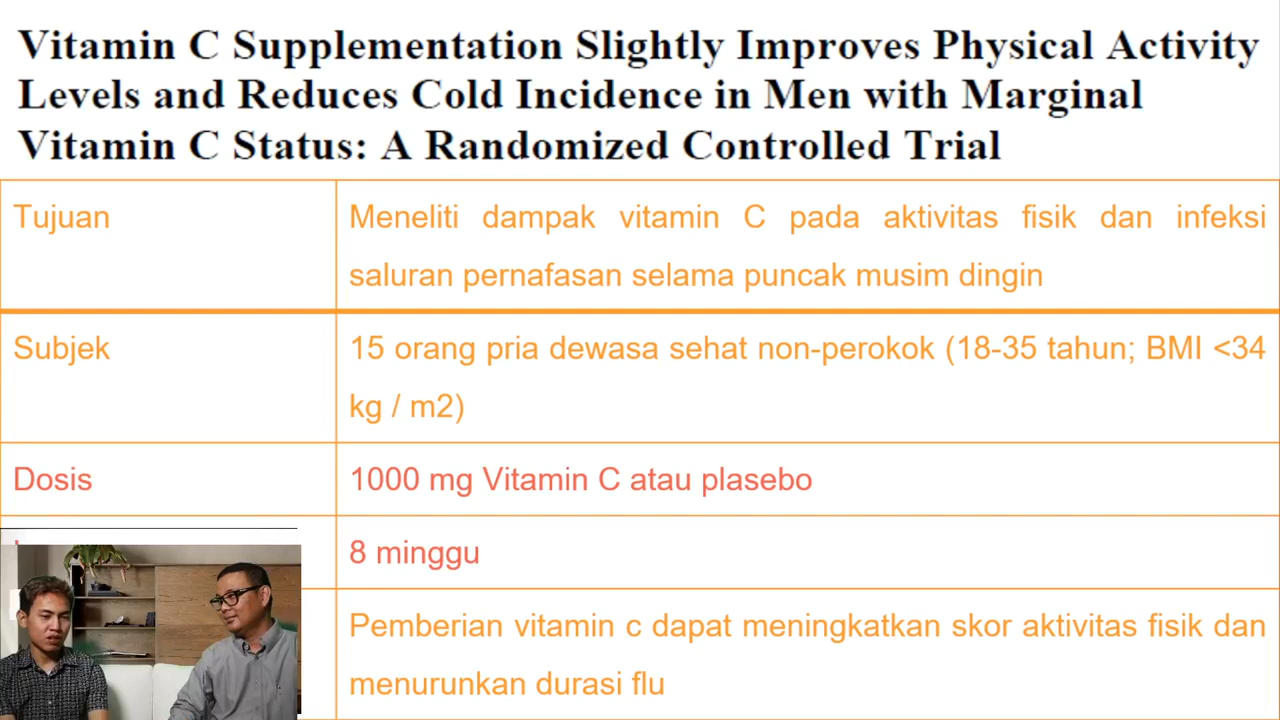 Vitamin C Supplementation Slightly Improves Physical Activity
Levels and Reduces Cold Incidence in Men with Marginal
Vitamin C Status: A Randomized Controlled Trial
Tujuan
Meneliti dampak vitamin C pada aktivitas fisik dan infeksi
saluran pernafasan selama puncak musim dingin
Subjek
15 orang pria dewasa sehat non-perokok (18-35 tahun; BMI <34
kg / m2)
Dosis
1000 mg Vitamin C atau plasebo
8 minggu
Pemberian vitamin c dapat meningkatkan skor aktivitas fisik dan
menurunkan durasi flu